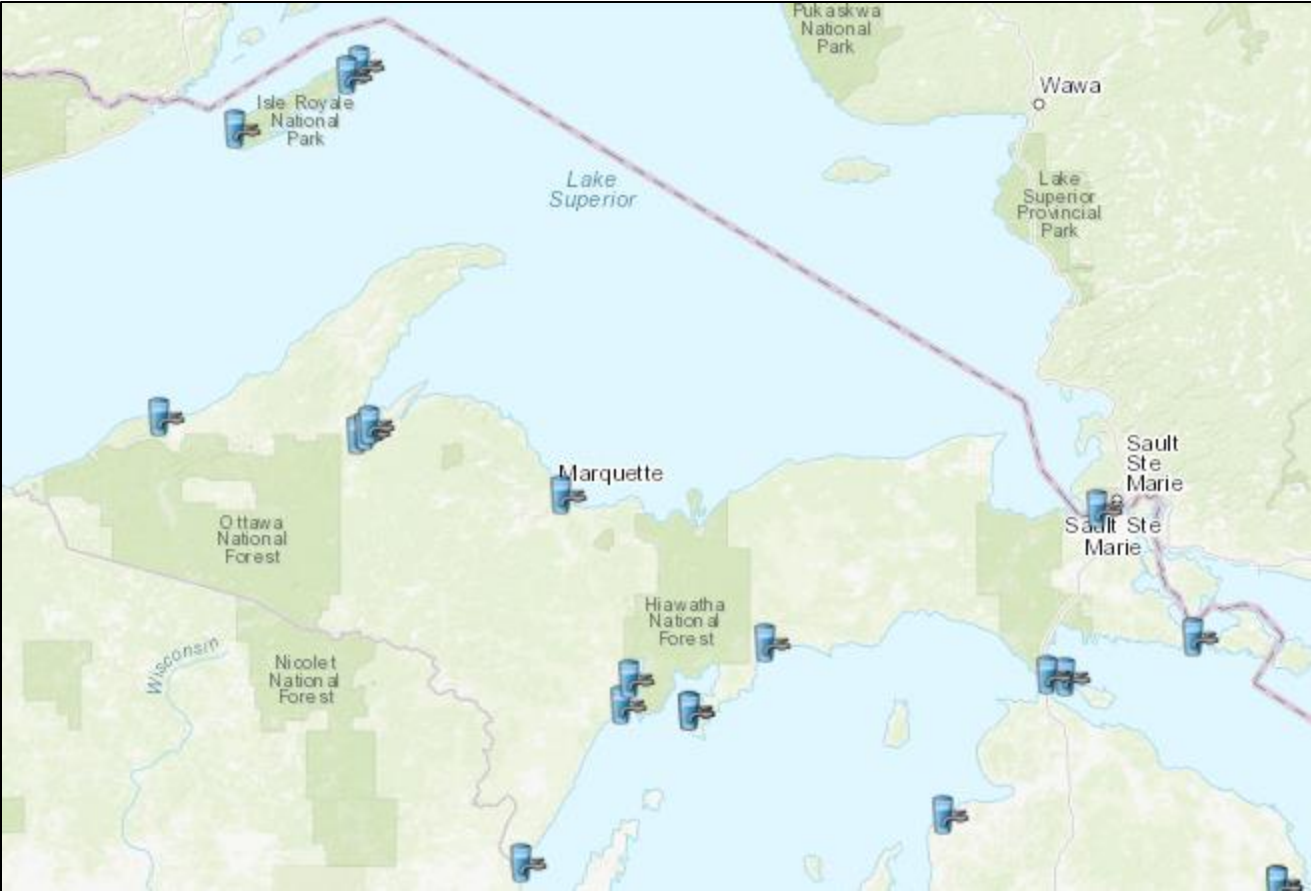 Pukaskwa
National
Park
Wawa
Isle Royale
National
Park
Lake
Superior
Lake
Superior
Provincial
Park
Sault
Ste
Marie
Marquette
Sault Ste
Marie
Ottawa
National
Forest
Hiawatha
National
Forest
Wisconsin
Nicolet
National
Forest